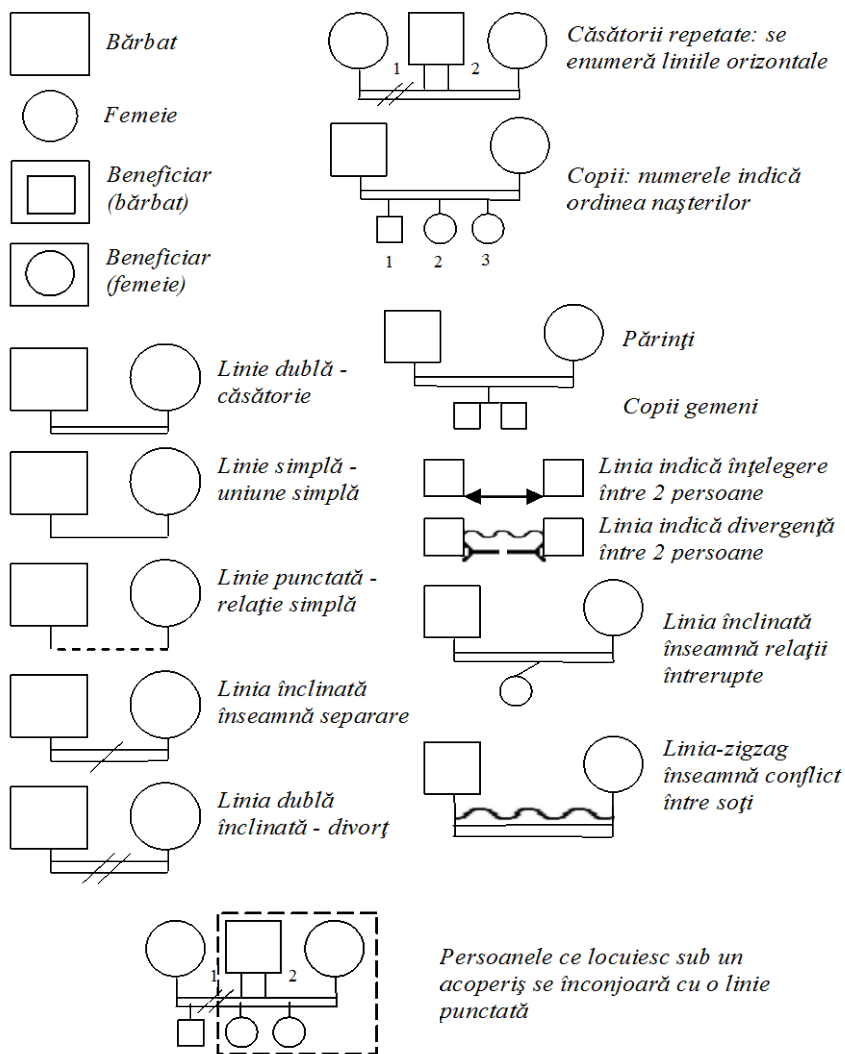 Bărbat
Femeie
Beneficiar
(bărbat)
Beneficiar
(femeie)
Linie dublă -
căsătorie
Linie simplă -
uniune simplă
Linie punctată -
relaţie simplă
Linia înclinată
înseamnă separare
Linia dublă
înclinată - divorţ
1 2
Căsătorii repetate: se
enumeră liniile orizontale
Copii: numerele indică
ordinea naşterilor
1 2 3
Părinţi
Copii gemeni
Linia indică înţelegere
între 2 persoane
Linia indică divergenţă
între 2 persoane
Linia înclinată
înseamnă relaţii
întrerupte
Linia-zigzag
înseamnă conflict
între soţi
1 2
Persoanele ce locuiesc sub un
acoperiş se înconjoară cu o linie
punctată